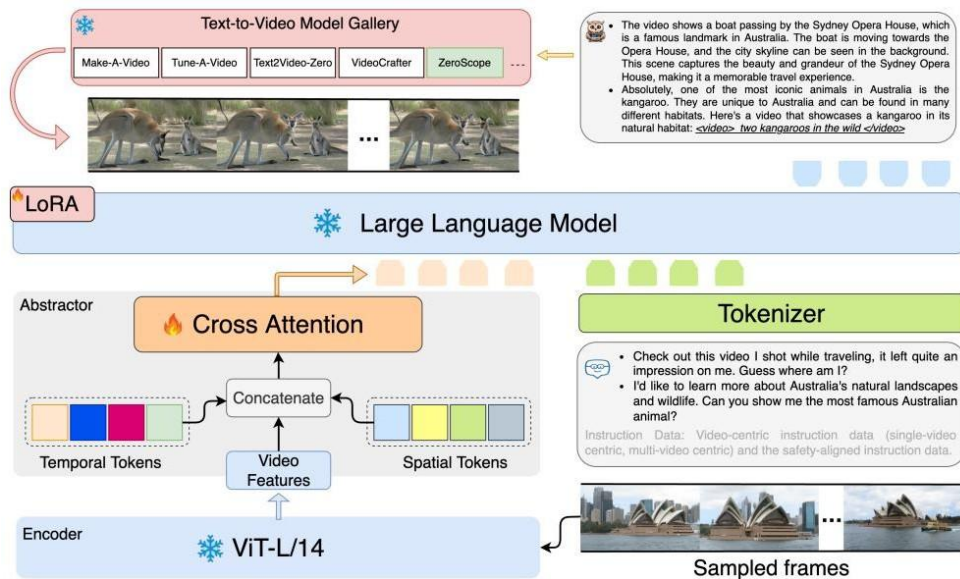 Text-to-Video Model Gallery
Make-A-Video
Tune-A-Video
Text2Video-Zero
VideoCrafter
ZeroScope
...
• The video shows a boat passing by the Sydney Opera House, which
is a famous landmark in Australia. The boat is moving towards the
Opera House, and the city skyline can be seen in the background.
This scene captures the beauty and grandeur of the Sydney Opera
House, making it a memorable travel experience.
• Absolutely, one of the most iconic animals in Australia is the
kangaroo. They are unique to Australia and can be found in many
different habitats. Here's a video that showcases a kangaroo in its
natural habitat: <video> two kangaroos in the wild </video>
...
LoRA
Large Language Model
Abstractor
Cross Attention
Concatenate
Temporal Tokens
Video
Features
Spatial Tokens
Encoder
ViT-L/14
Tokenizer
• Check out this video I shot while traveling, it left quite an
impression on me. Guess where am I?
• I'd like to learn more about Australia's natural landscapes
and wildlife. Can you show me the most famous Australian
animal?
Instruction Data: Video-centric instruction data (single-video
centric, multi-video centric) and the safety-aligned instruction data.
...
Sampled frames